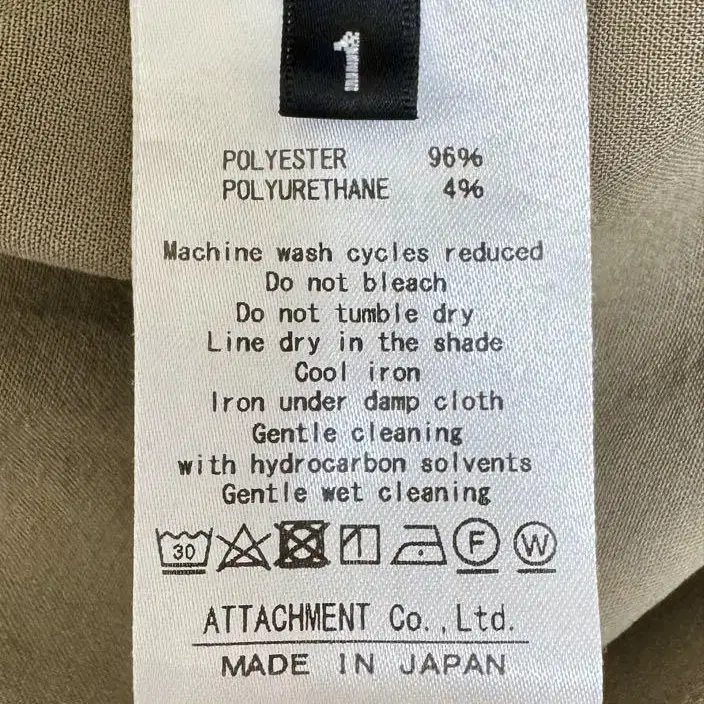 1
POLYESTER 96%
POLYURETHANE 4%
Machine wash cycles reduced
Do not bleach
Do not tumble dry
Line dry in the shade
Cool iron
Iron under damp cloth
Gentle cleaning
with hydrocarbon solvents
Gentle wet cleaning
30 F W
ATTACHMENT Co.,Ltd.
MADE IN JAPAN